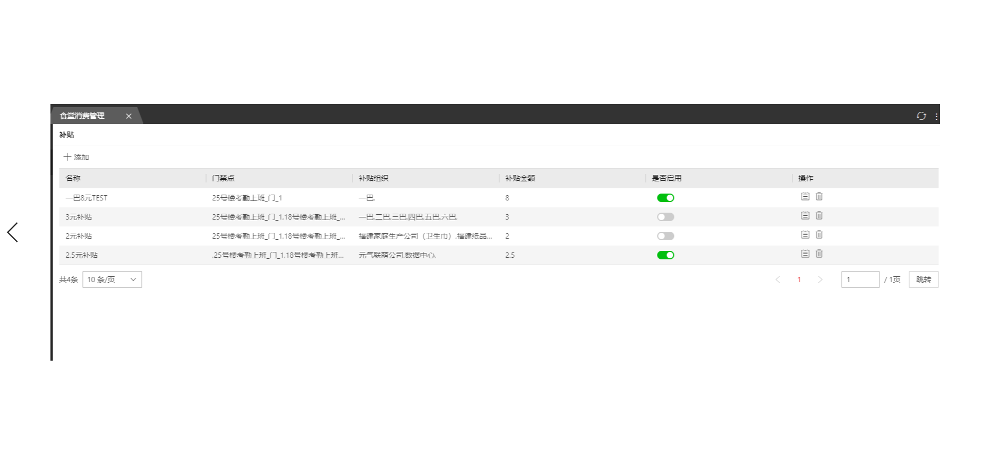 食堂消费管理
补贴
添加
名称 门禁点 补贴组织 补贴金额 是否启用 操作
一巴8元TEST 25号楼考勤上班_门_1 一巴, 8
3元补贴 25号楼考勤上班_门_1,18号楼考勤上班_... 一巴,二巴,三巴,四巴,五巴,六巴, 3
2元补贴 25号楼考勤上班_门_1,18号楼考勤上班_... 福建家庭生产公司（卫生巾）,福建纸品... 2
2.5元补贴 ,25号楼考勤上班_门_1,18号楼考勤上班... 元气联萌公司,数据中心, 2.5
共4条 10 条/页 1 1 / 1页 跳转